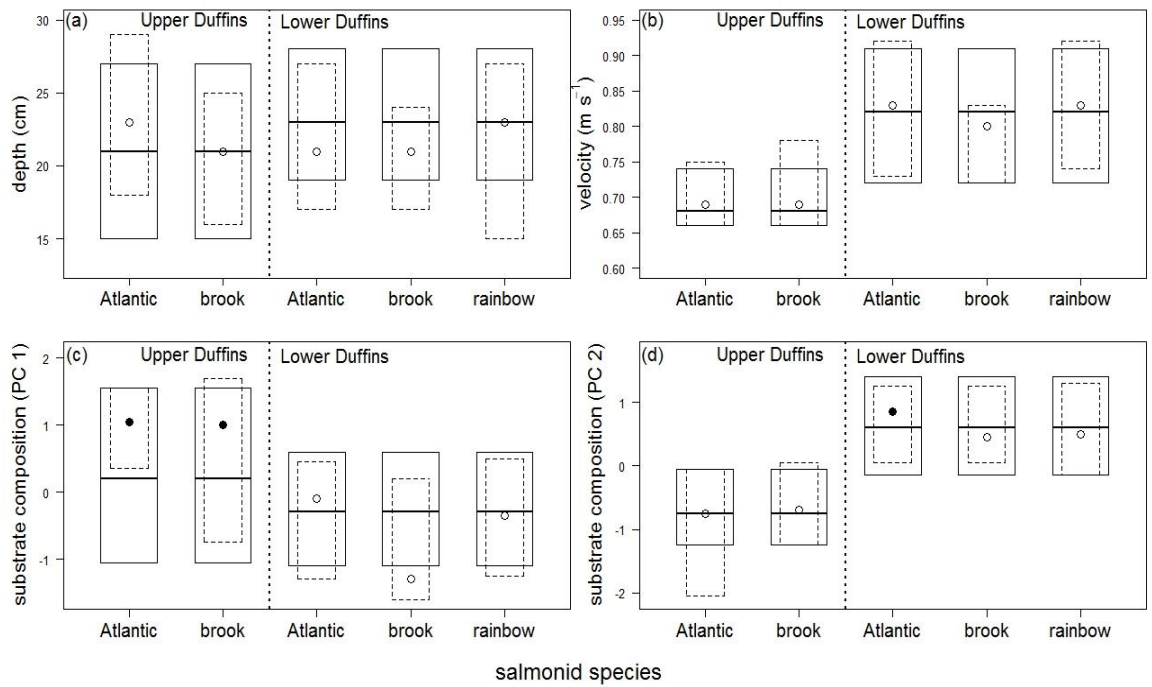 (a) Upper Duffins Lower Duffins
depth (cm)
30
25
20
15
Atlantic brook Atlantic brook rainbow
(b) Upper Duffins Lower Duffins
velocity (m s⁻¹)
0.95
0.90
0.85
0.80
0.75
0.70
0.65
0.60
Atlantic brook Atlantic brook rainbow
(c) Upper Duffins Lower Duffins
substrate composition (PC 1)
2
1
0
-1
Atlantic brook Atlantic brook rainbow
(d) Upper Duffins Lower Duffins
substrate composition (PC 2)
1
0
-1
-2
Atlantic brook Atlantic brook rainbow
salmonid species